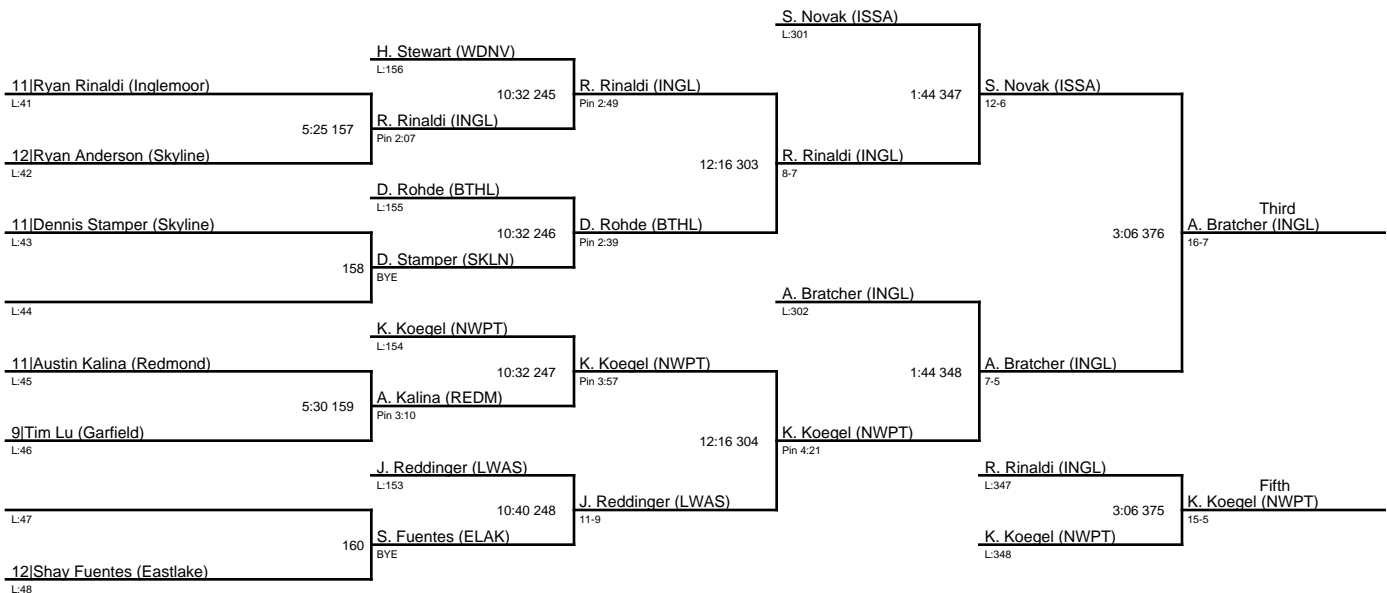 S. Novak (ISSA)
L:301
H. Stewart (WDNV)
L:156
11|Ryan Rinaldi (Inglemoor)
L:41
10:32 245
R. Rinaldi (INGL)
Pin 2:49
1:44 347
S. Novak (ISSA)
12-6
5:25 157
R. Rinaldi (INGL)
Pin 2:07
12|Ryan Anderson (Skyline)
L:42
12:16 303
R. Rinaldi (INGL)
8-7
D. Rohde (BTHL)
L:155
11|Dennis Stamper (Skyline)
L:43
10:32 246
D. Rohde (BTHL)
Pin 2:39
3:06 376
Third
A. Bratcher (INGL)
16-7
158
D. Stamper (SKLN)
BYE
L:44
A. Bratcher (INGL)
L:302
K. Koegel (NWPT)
L:154
11|Austin Kalina (Redmond)
L:45
10:32 247
K. Koegel (NWPT)
Pin 3:57
1:44 348
A. Bratcher (INGL)
7-5
5:30 159
A. Kalina (REDM)
Pin 3:10
9|Tim Lu (Garfield)
L:46
12:16 304
K. Koegel (NWPT)
Pin 4:21
J. Reddinger (LWAS)
L:153
R. Rinaldi (INGL)
L:347
L:47
10:40 248
J. Reddinger (LWAS)
11-9
3:06 375
Fifth
K. Koegel (NWPT)
15-5
160
S. Fuentes (ELAK)
BYE
K. Koegel (NWPT)
L:348
12|Shay Fuentes (Eastlake)
L:48